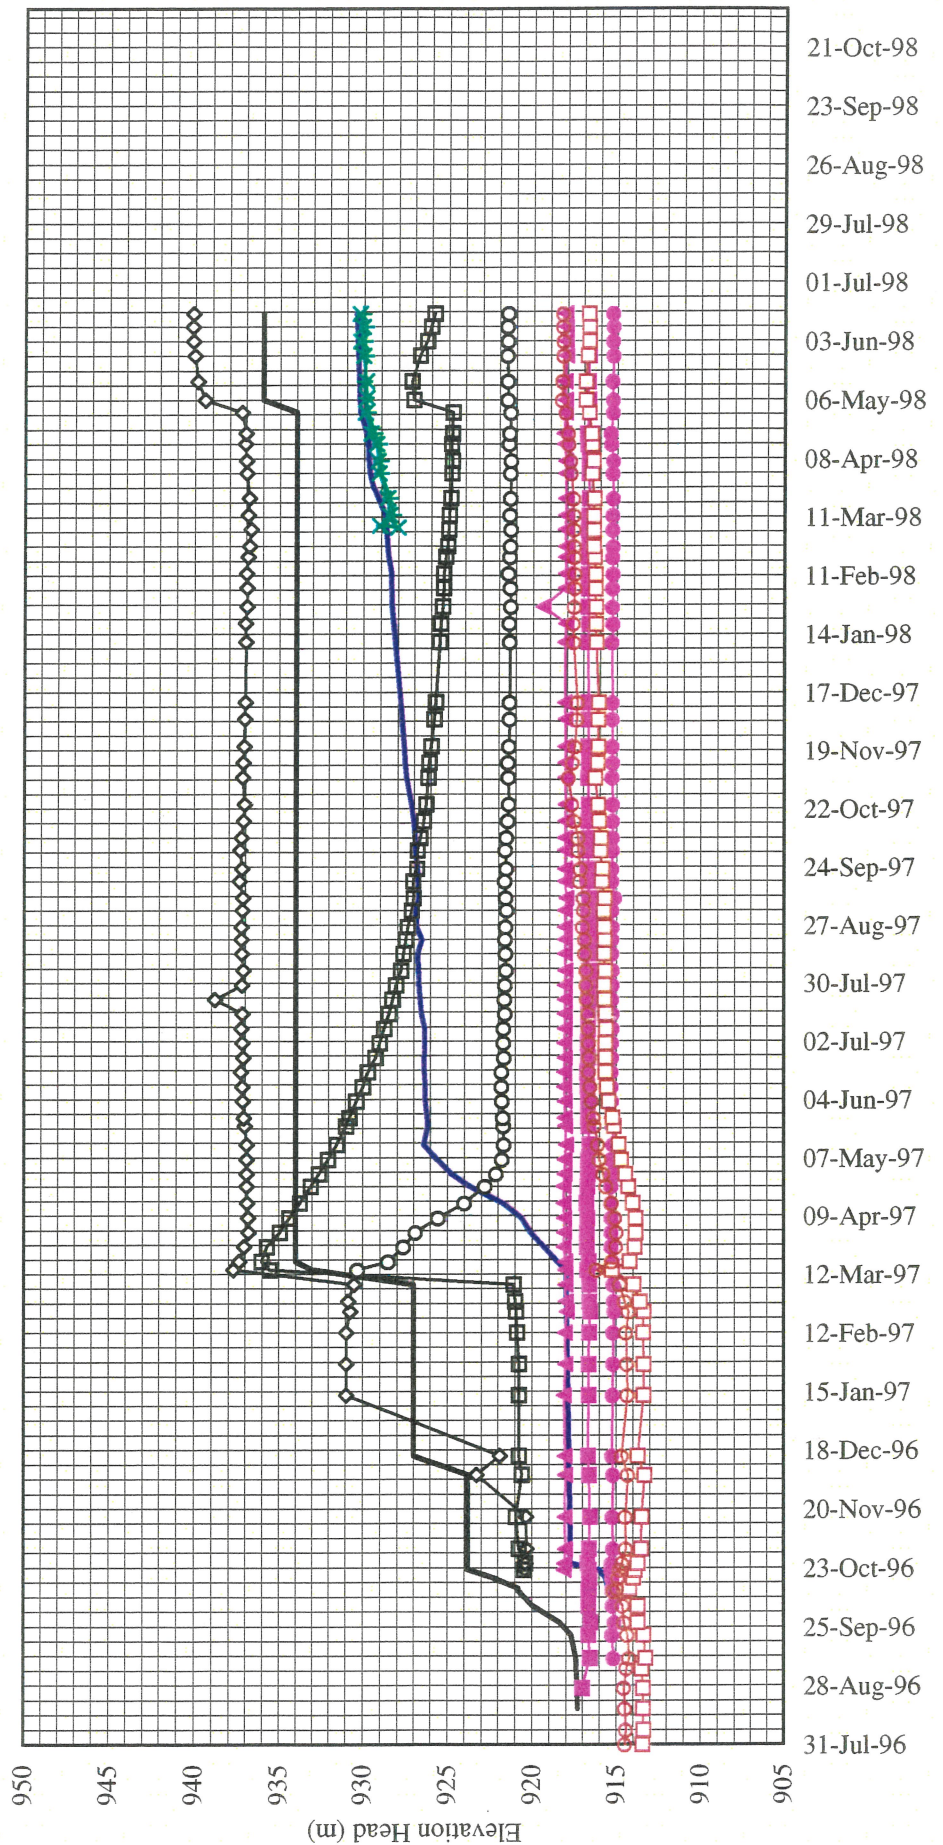 21-Oct-98
23-Sep-98
26-Aug-98
29-Jul-98
01-Jul-98
03-Jun-98
06-May-98
08-Apr-98
11-Mar-98
11-Feb-98
14-Jan-98
17-Dec-97
19-Nov-97
22-Oct-97
24-Sep-97
27-Aug-97
30-Jul-97
02-Jul-97
04-Jun-97
07-May-97
09-Apr-97
12-Mar-97
12-Feb-97
15-Jan-97
18-Dec-96
20-Nov-96
23-Oct-96
25-Sep-96
28-Aug-96
31-Jul-96
950
945
940
935
930
925
920
915
910
905
Elevation Head (m)